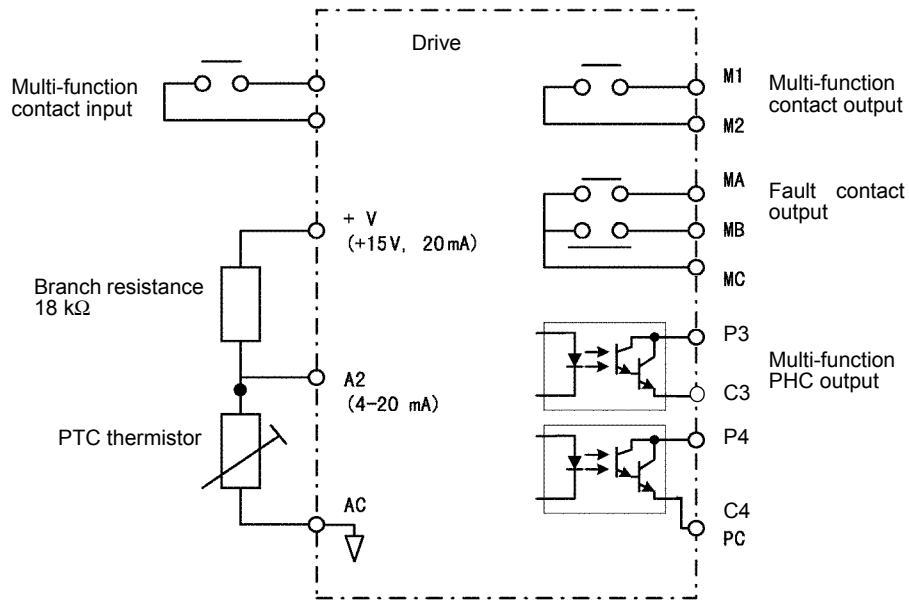 Drive
Multi-function
contact input
+ V
(+15V, 20mA)
Branch resistance
18 kΩ
A2
(4-20 mA)
PTC thermistor
AC
M1
M2
Multi-function
contact output
MA
MB
MC
Fault contact
output
P3
C3
Multi-function
PHC output
P4
C4
PC